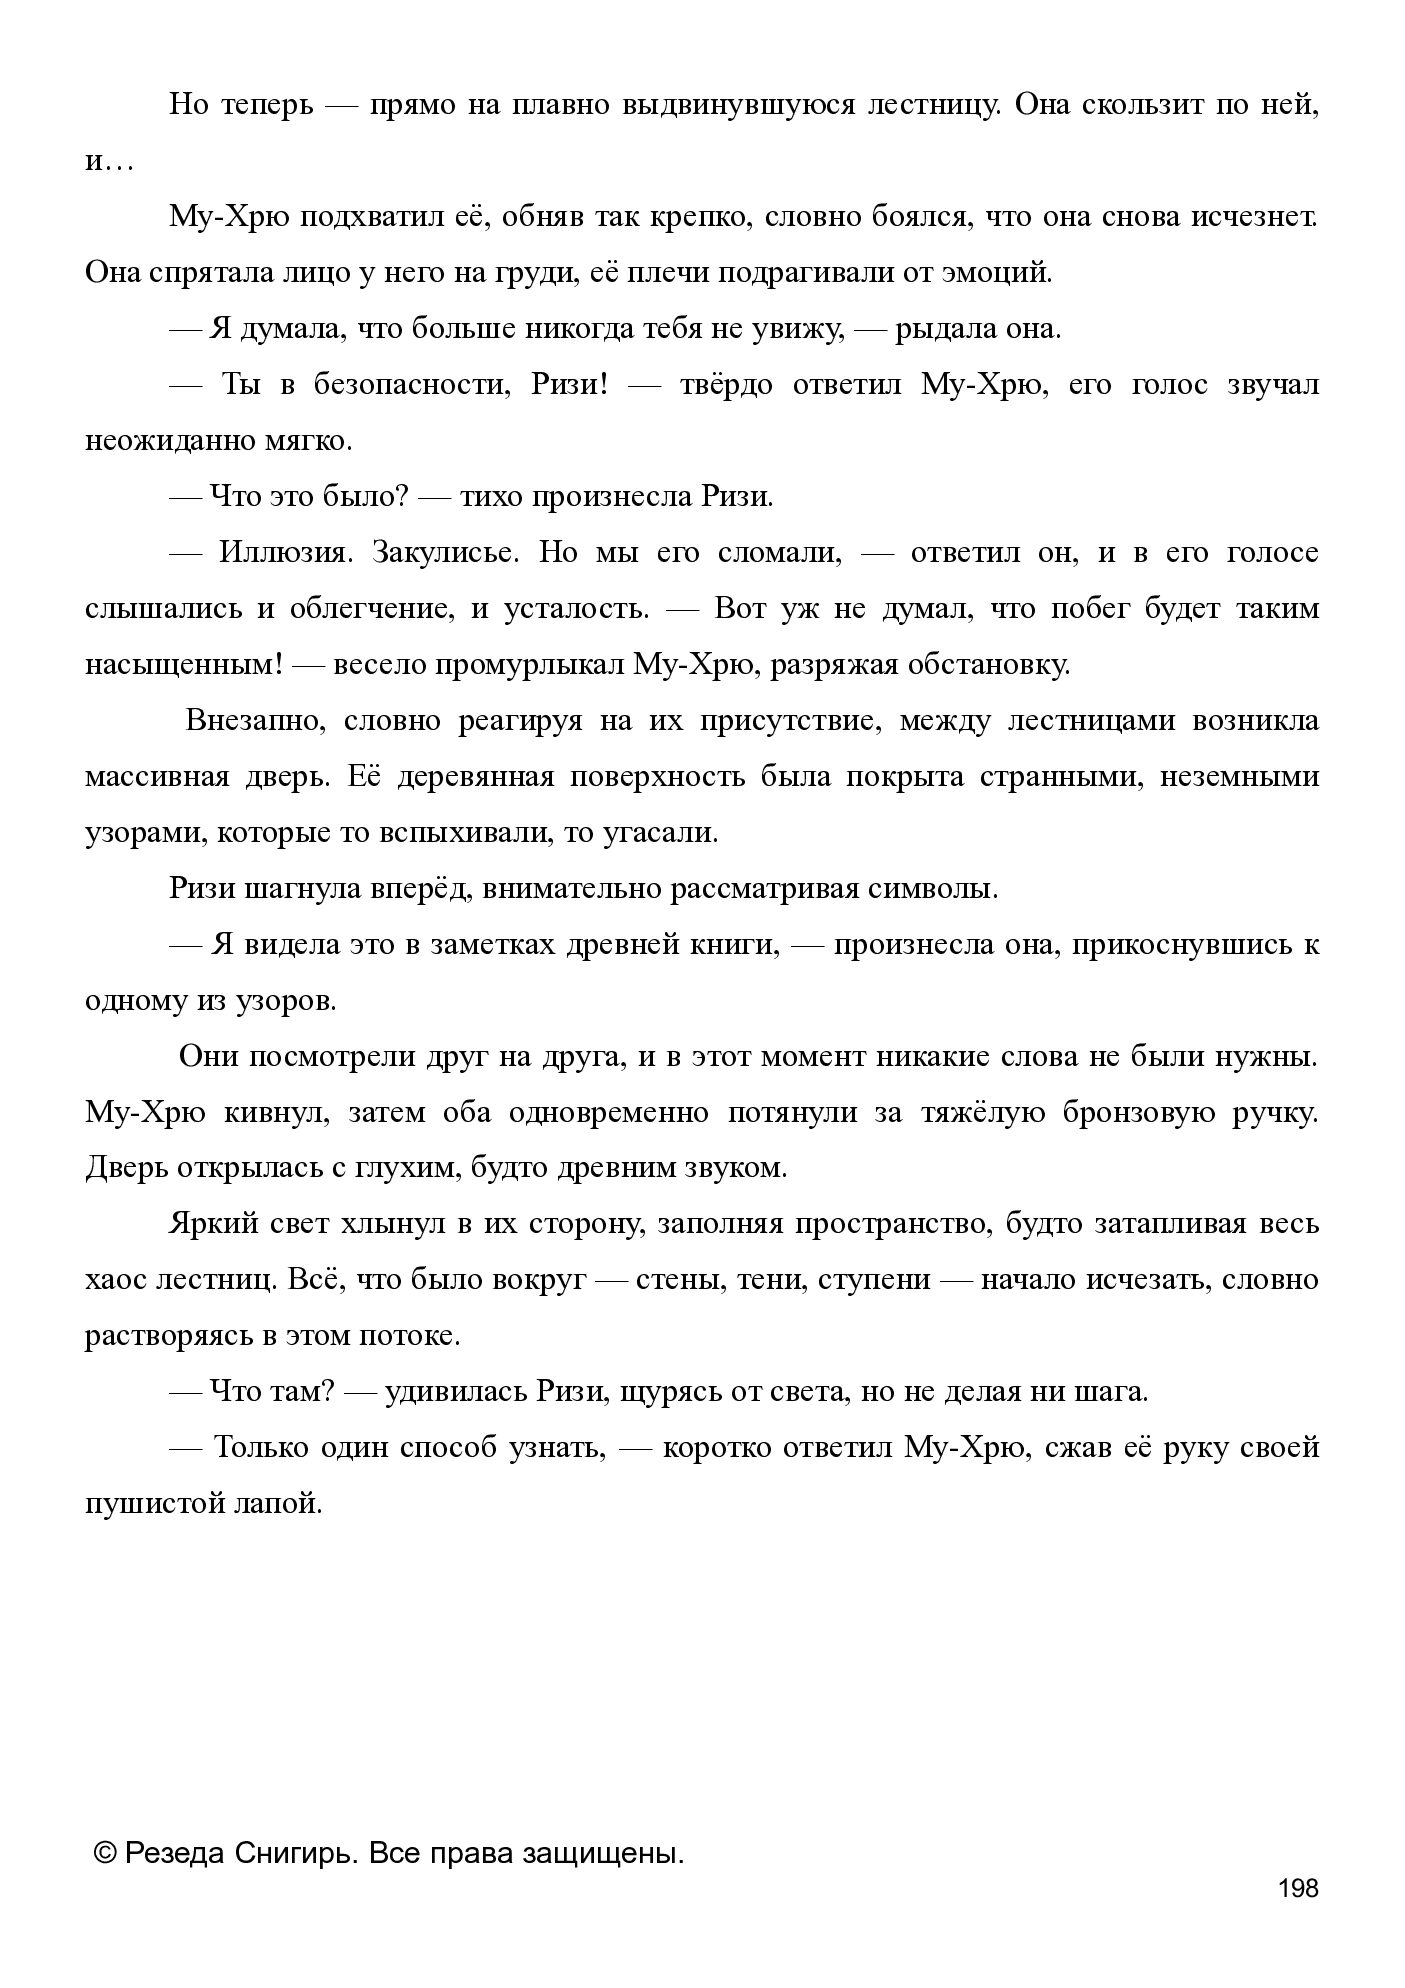 Но теперь — прямо на плавно выдвинувшуюся лестницу. Она скользит по ней,
и…
Му-Хрю подхватил её, обняв так крепко, словно боялся, что она снова исчезнет.
Она спрятала лицо у него на груди, её плечи подрагивали от эмоций.
— Я думала, что больше никогда тебя не увижу, — рыдала она.
— Ты в безопасности, Ризи! — твёрдо ответил Му-Хрю, его голос звучал
неожиданно мягко.
— Что это было? — тихо произнесла Ризи.
— Иллюзия. Закулисье. Но мы его сломали, — ответил он, и в его голосе
слышались и облегчение, и усталость. — Вот уж не думал, что побег будет таким
насыщенным! — весело промурлыкал Му-Хрю, разряжая обстановку.
Внезапно, словно реагируя на их присутствие, между лестницами возникла
массивная дверь. Её деревянная поверхность была покрыта странными, неземными
узорами, которые то вспыхивали, то угасали.
Ризи шагнула вперёд, внимательно рассматривая символы.
— Я видела это в заметках древней книги, — произнесла она, прикоснувшись к
одному из узоров.
Они посмотрели друг на друга, и в этот момент никакие слова не были нужны.
Му-Хрю кивнул, затем оба одновременно потянули за тяжёлую бронзовую ручку.
Дверь открылась с глухим, будто древним звуком.
Яркий свет хлынул в их сторону, заполняя пространство, будто затапливая весь
хаос лестниц. Всё, что было вокруг — стены, тени, ступени — начало исчезать, словно
растворяясь в этом потоке.
— Что там? — удивилась Ризи, щурясь от света, но не делая ни шага.
— Только один способ узнать, — коротко ответил Му-Хрю, сжав её руку своей
пушистой лапой.
© Резеда Снигирь. Все права защищены.
198